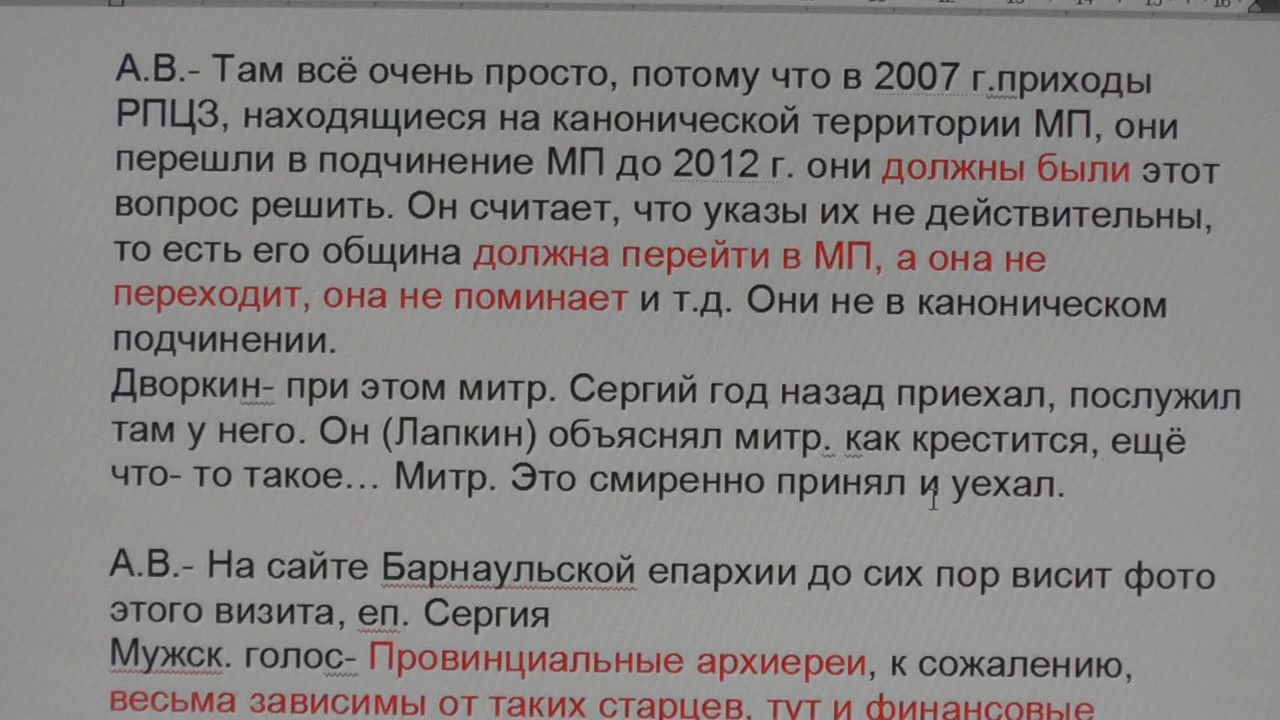 А.В.- Там всё очень просто, потому что в 2007 г.приходы
РПЦЗ, находящиеся на канонической территории МП, они
перешли в подчинение МП до 2012 г. они должны были этот
вопрос решить. Он считает, что указы их не действительны,
то есть его община должна перейти в МП, а она не
переходит, она не поминает и т.д. Они не в каноническом
подчинении.
Дворкин- при этом митр. Сергий год назад приехал, послужил
там у него. Он (Лапкин) объяснял митр. как крестится, ещё
что- то такое... Митр. Это смиренно принял и уехал.
А.В.- На сайте Барнаульской епархии до сих пор висит фото
этого визита, еп. Сергия
Мужск. голос- Провинциальные архиереи, к сожалению,
весьма зависимы от таких старцев, тут и финансовые